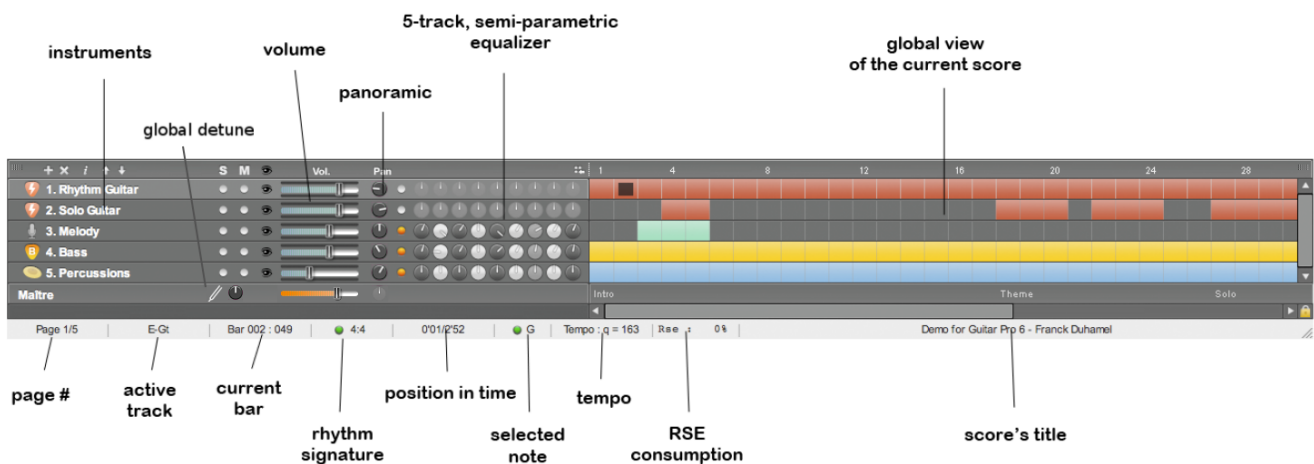 5-track, semi-parametric
equalizer
instruments
volume
global view
of the current score
panoramic
global detune
S M Vol. Pan 1 4 8 12 16 20 24 28
1. Rhythm Guitar
2. Solo Guitar
3. Melody
B 4. Bass
5. Percussions
Maître Intro Theme Solo
Page 1/5 E-Gt Bar 002 : 049 4:4 0'01/2'52 G Tempo : q = 163 Rse : 0% Demo for Guitar Pro 6 - Franck Duhamel
page #
active
track
current
bar
rhythm
signature
position in time
selected
note
tempo
RSE
consumption
score's title